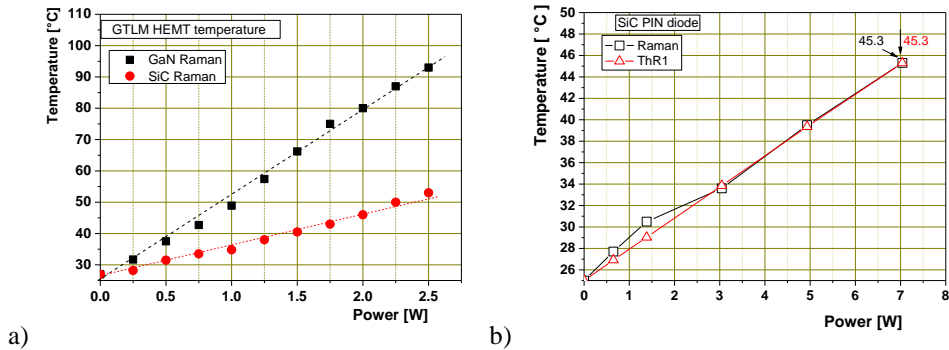 GTLM HEMT temperature
GaN Raman
SiC Raman
Temperature [°C]
100
90
80
70
60
50
40
30
0.0 0.5 1.0 1.5 2.0 2.5
Power [W]
a)
SiC PIN diode
Raman
ThR1
45.3 45.3
Temperature [ °C ]
50
48
46
44
42
40
38
36
34
32
30
28
26
0 1 2 3 4 5 6 7 8
Power [W]
b)